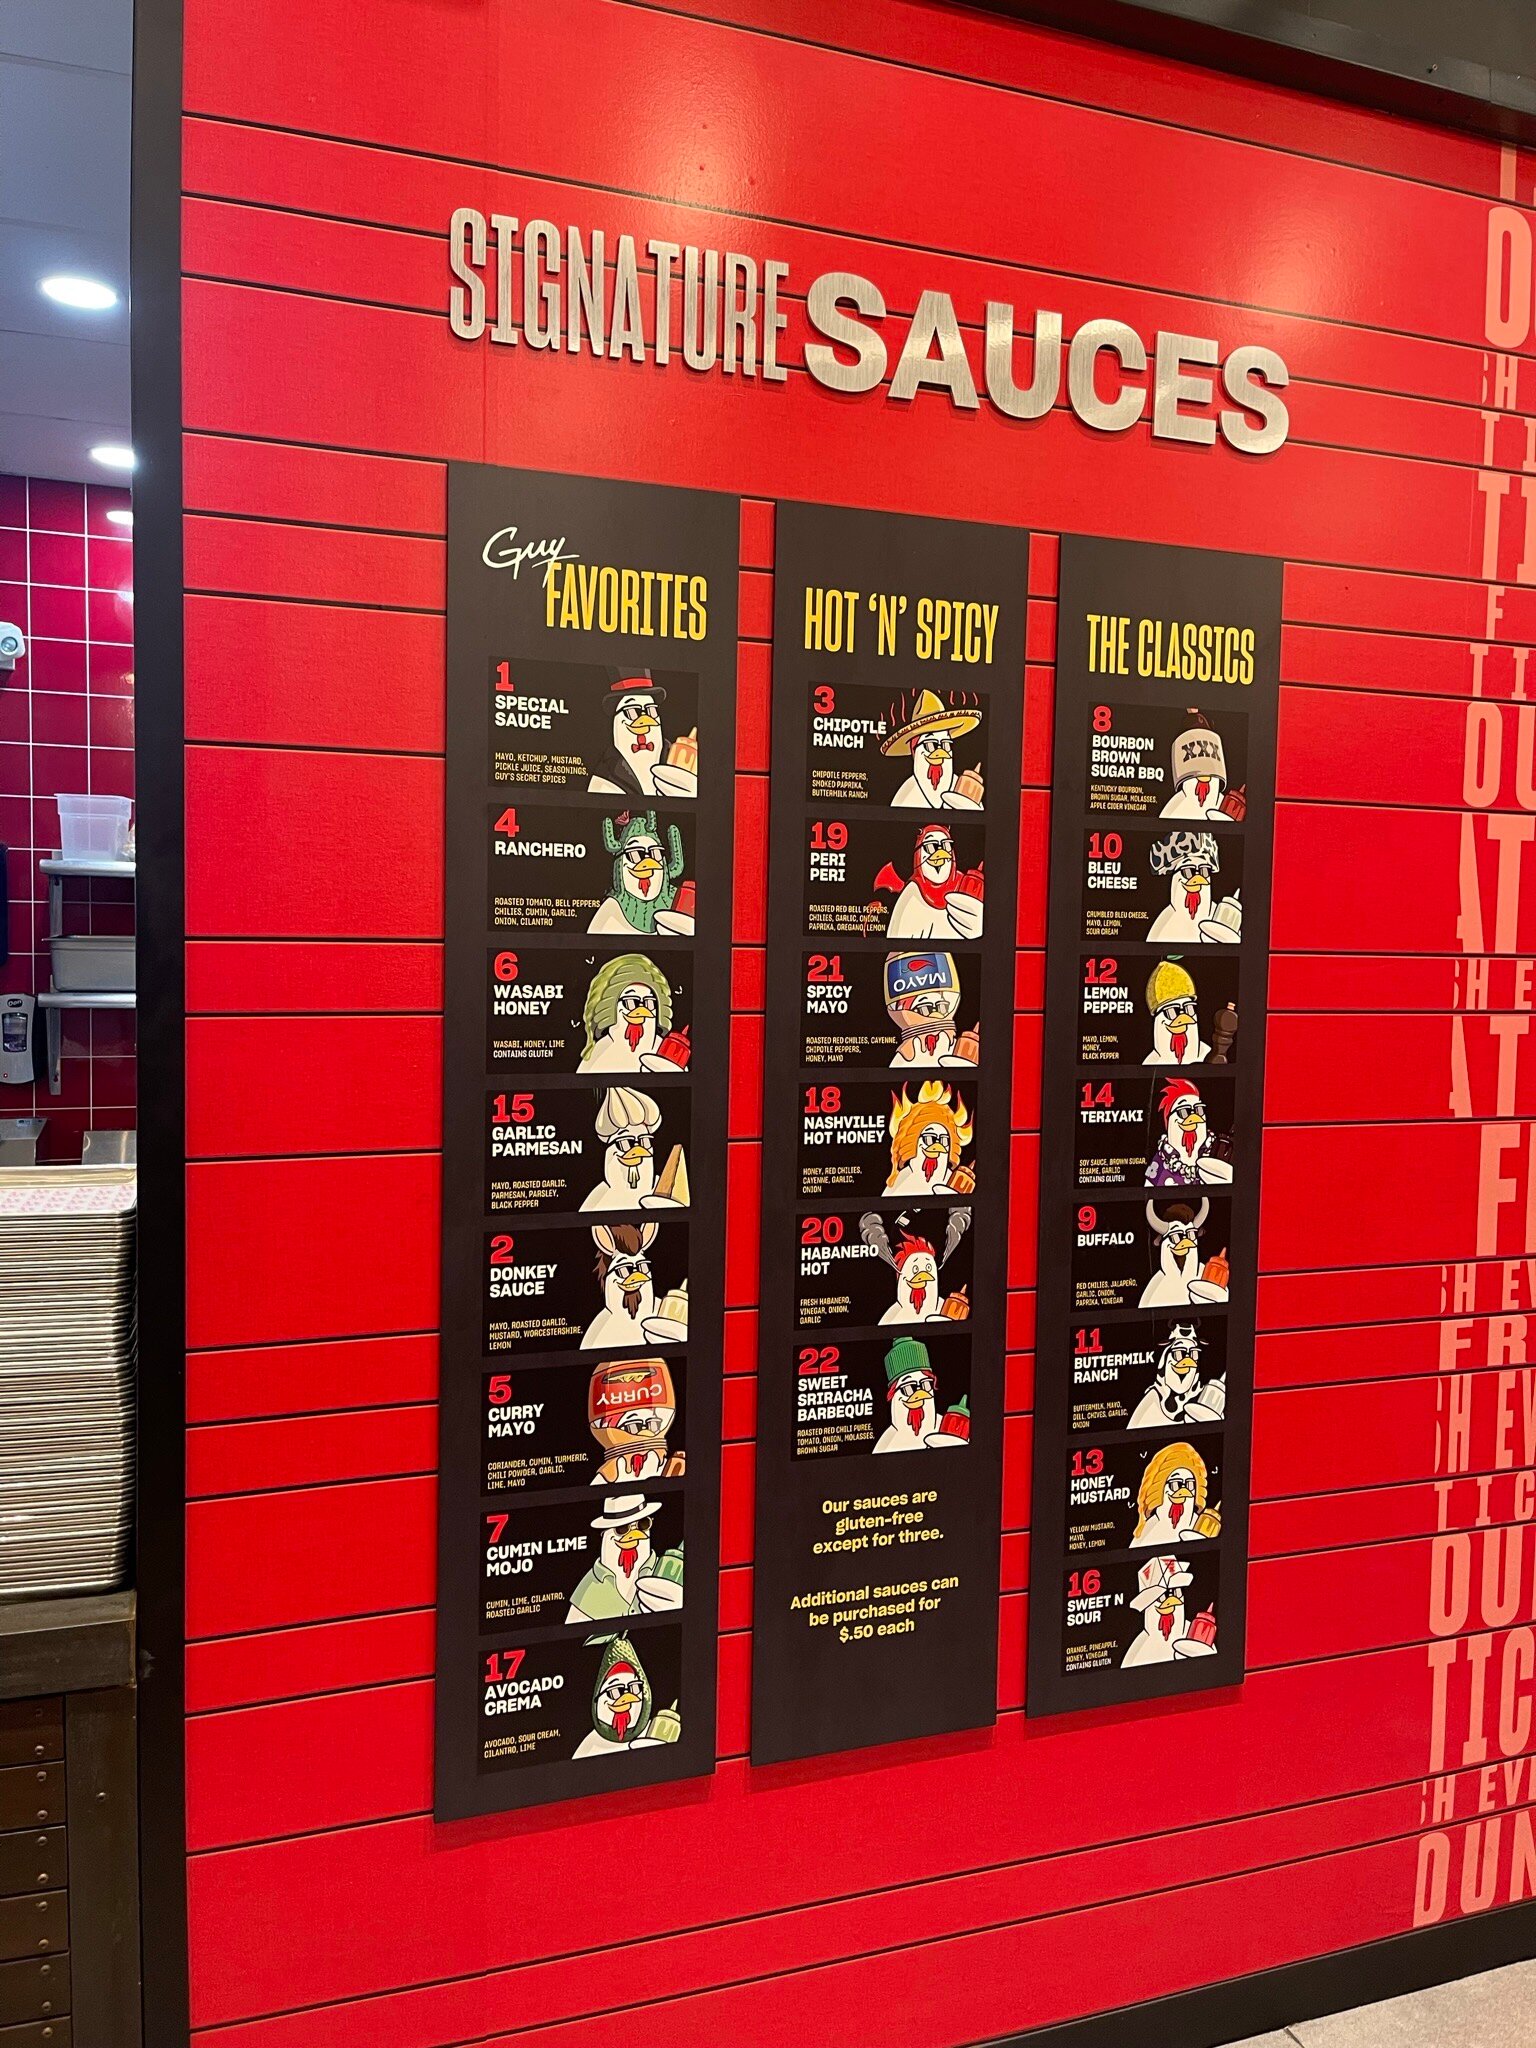 SIGNATURE SAUCES
Guy
FAVORITES
1
SPECIAL
SAUCE
MAYO, KETCHUP, MUSTARD,
PICKLE JUICE, SEASONINGS,
GUY'S SECRET SPICES
4
RANCHERO
ROASTED TOMATO, BELL PEPPERS,
CHILIES, CUMIN, GARLIC,
ONION, CILANTRO
6
WASABI
HONEY
WASABI, HONEY, LIME
CONTAINS GLUTEN
15
GARLIC
PARMESAN
MAYO, ROASTED GARLIC,
PARMESAN, PARSLEY,
BLACK PEPPER
2
DONKEY
SAUCE
MAYO, ROASTED GARLIC,
MUSTARD, WORCESTERSHIRE,
LEMON
5
CURRY
MAYO
CORIANDER, CUMIN, TURMERIC,
CHILI POWDER, GARLIC,
LIME, MAYO
CURRY
7
CUMIN LIME
MOJO
CUMIN, LIME, CILANTRO,
ROASTED GARLIC
17
AVOCADO
CREMA
AVOCADO, SOUR CREAM,
CILANTRO, LIME
HOT 'N' SPICY
3
CHIPOTLE
RANCH
CHIPOTLE PEPPERS,
SMOKED PAPRIKA,
BUTTERMILK RANCH
19
PERI
PERI
ROASTED RED BELL PEPPERS,
CHILIES, GARLIC, ONION,
PAPRIKA, OREGANO, LEMON
21
SPICY
MAYO
ROASTED RED CHILIES, CAYENNE,
CHIPOTLE PEPPERS,
HONEY, MAYO
MAYO
18
NASHVILLE
HOT HONEY
HONEY, RED CHILIES,
CAYENNE, GARLIC,
ONION
20
HABANERO
HOT
FRESH HABANERO,
VINEGAR, ONION,
GARLIC
22
SWEET
SRIRACHA
BARBEQUE
ROASTED RED CHILI PUREE,
TOMATO, ONION, MOLASSES,
BROWN SUGAR
Our sauces are
gluten-free
except for three.
Additional sauces can
be purchased for
$.50 each
THE CLASSICS
8
BOURBON
BROWN
SUGAR BBQ
KENTUCKY BOURBON,
BROWN SUGAR, MOLASSES,
APPLE CIDER VINEGAR
XXX
10
BLEU
CHEESE
CRUMBLED BLEU CHEESE,
MAYO, LEMON,
SOUR CREAM
12
LEMON
PEPPER
MAYO, LEMON,
HONEY,
BLACK PEPPER
14
TERIYAKI
SOY SAUCE, BROWN SUGAR,
SESAME, GARLIC
CONTAINS GLUTEN
9
BUFFALO
RED CHILIES, JALAPEÑO,
GARLIC, ONION,
PAPRIKA, VINEGAR
11
BUTTERMILK
RANCH
BUTTERMILK, MAYO,
DILL, CHIVES, GARLIC,
ONION
13
HONEY
MUSTARD
YELLOW MUSTARD,
MAYO,
HONEY, LEMON
16
SWEET N
SOUR
ORANGE, PINEAPPLE,
HONEY, VINEGAR
CONTAINS GLUTEN